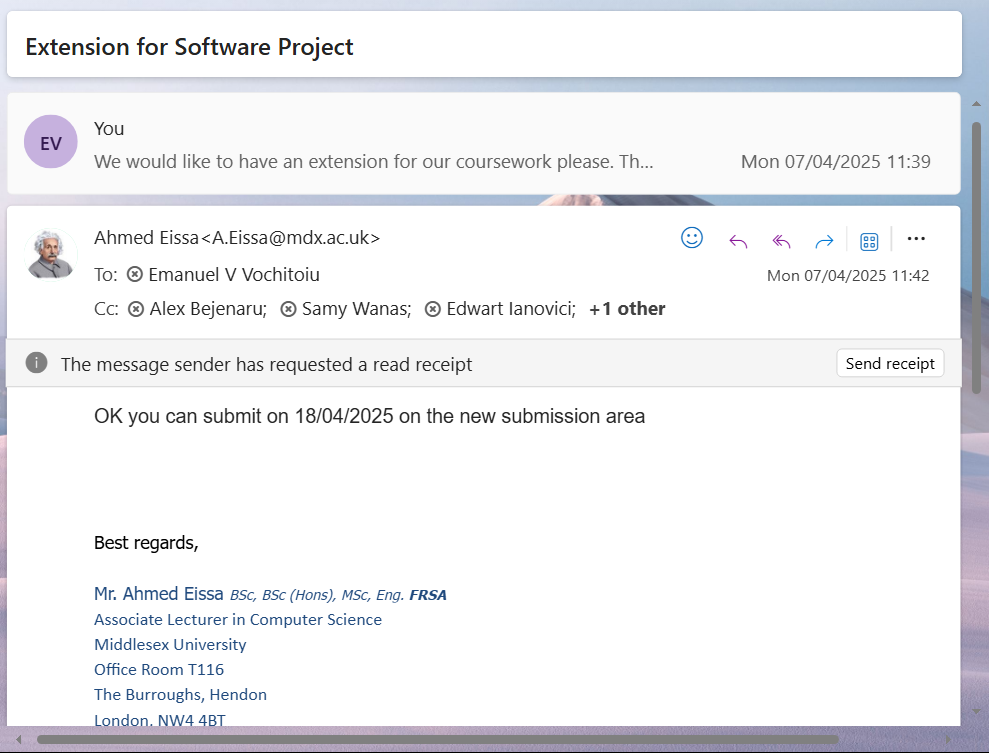 Extension for Software Project
EV
You
We would like to have an extension for our coursework please. Th...
Mon 07/04/2025 11:39
Ahmed Eissa<A.Eissa@mdx.ac.uk>
To: Emanuel V Vochitoiu
Mon 07/04/2025 11:42
Cc: Alex Bejenaru; Samy Wanas; Edwart Ianovici; +1 other
The message sender has requested a read receipt
Send receipt
OK you can submit on 18/04/2025 on the new submission area
Best regards,
Mr. Ahmed Eissa BSc, BSc (Hons), MSc, Eng. FRSA
Associate Lecturer in Computer Science
Middlesex University
Office Room T116
The Burroughs, Hendon
London, NW4 4BT